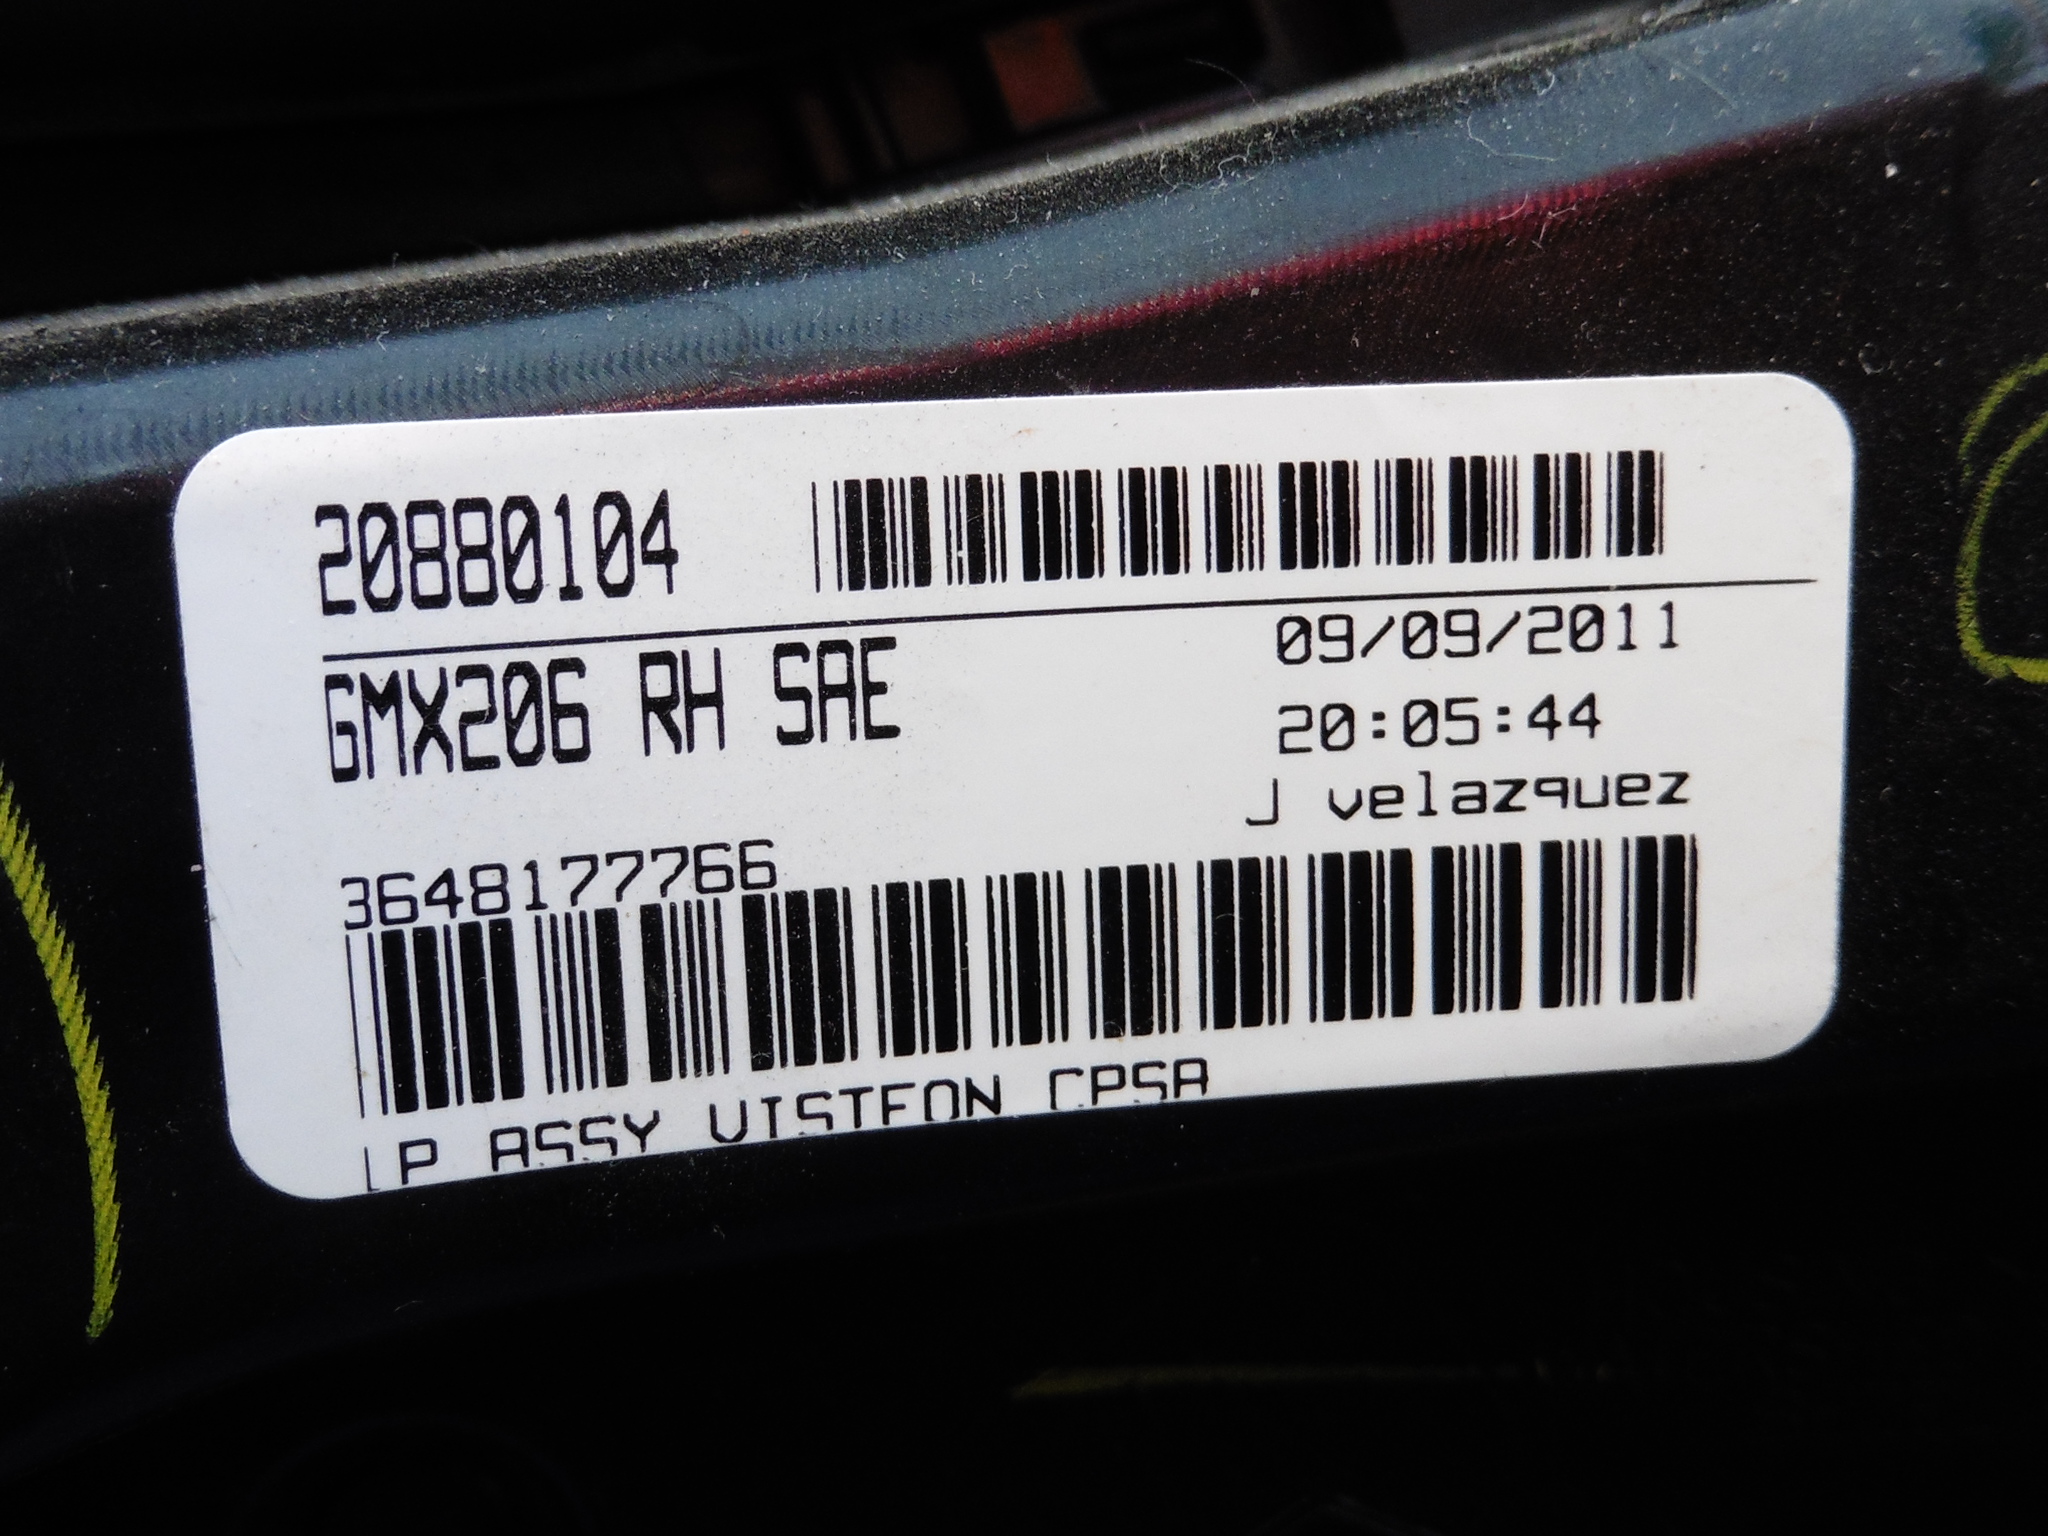 20880104
09/09/2011
GMX206 RH SAE
20:05:44
J velazquez
3648177766
LP ASSY VISTEON CPSA